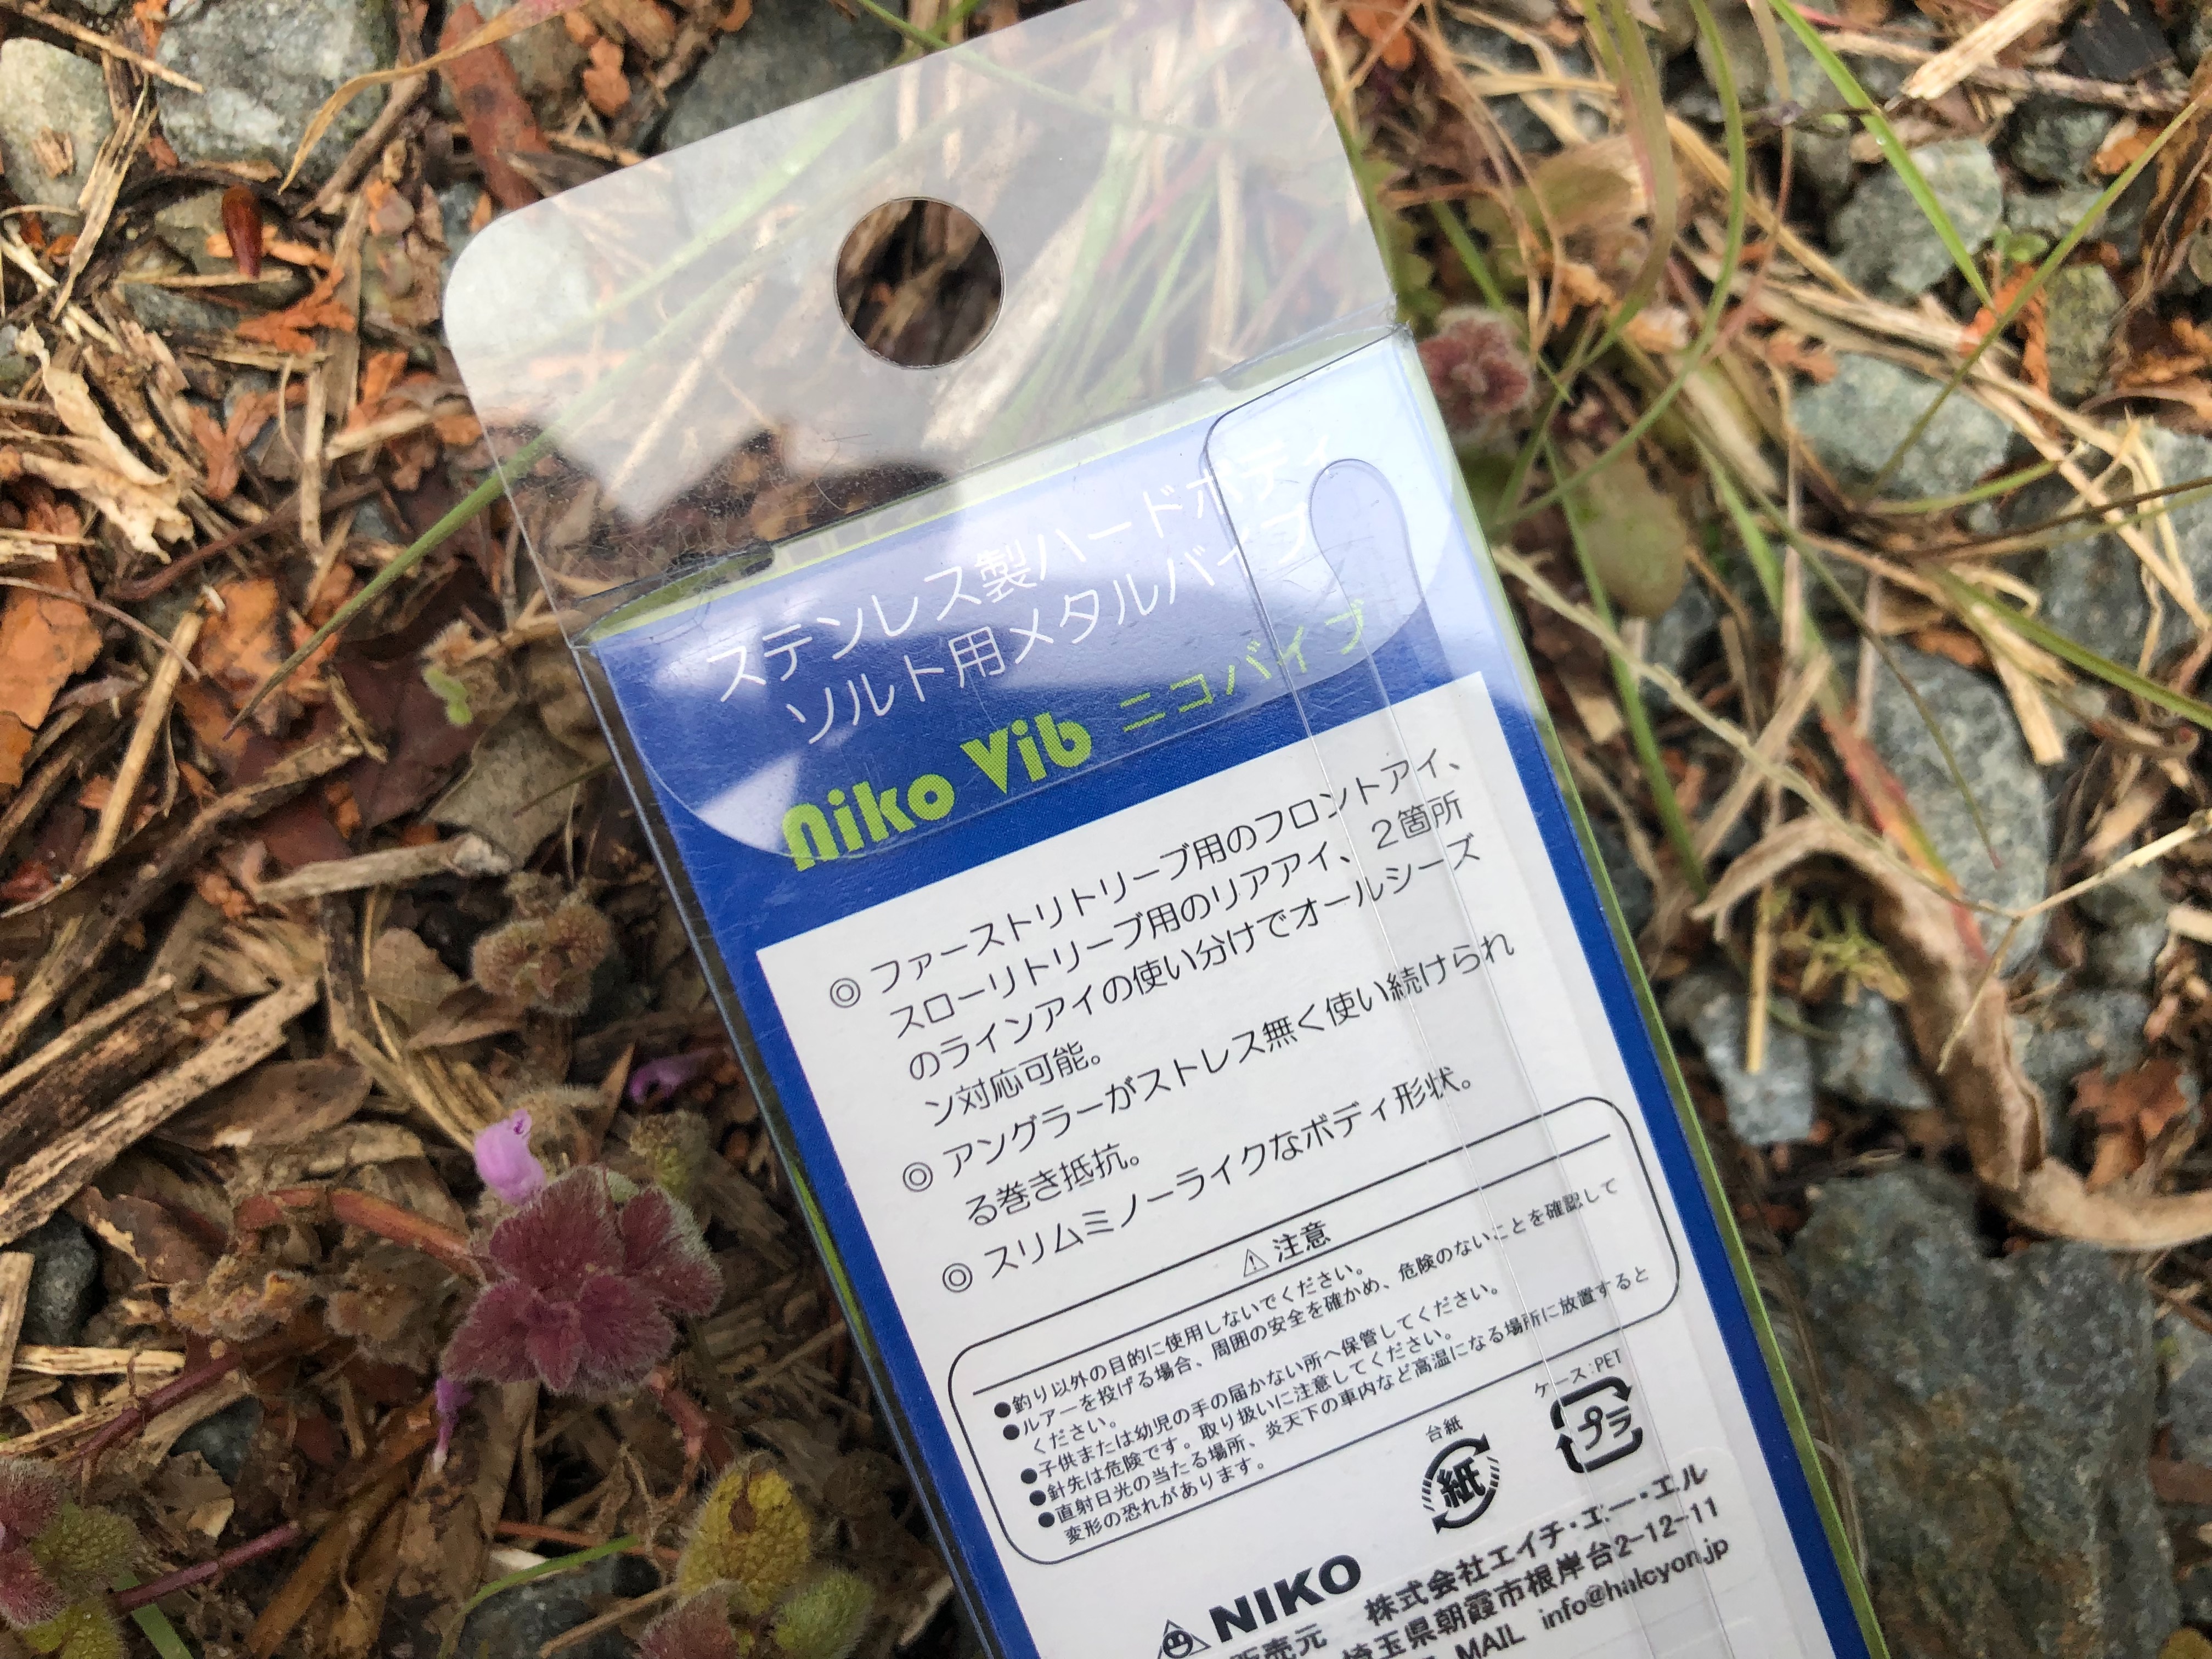 ステンレス製ハードボディ
ソルト用メタルバイブ
Niko Vib ニコバイブ
◎ ファーストリトリーブ用のフロントアイ、
スローリトリーブ用のリアアイ、２箇所
のラインアイの使い分けでオールシーズ
ン対応可能。
◎ アングラーがストレス無く使い続けられ
る巻き抵抗。
◎ スリムミノーライクなボディ形状。
⚠ 注意
●釣り以外の目的に使用しないでください。
●ルアーを投げる場合、周囲の安全を確かめ、危険のないことを確認して
ください。
●子供または幼児の手の届かない所へ保管してください。
●針先は危険です。取り扱いに注意してください。
●直射日光の当たる場所、炎天下の車内など高温になる場所に放置すると
変形の恐れがあります。
台紙
紙
ケース：PET
プラ
NIKO
販売元 株式会社エイチ・エー・エル
埼玉県朝霞市根岸台2-12-11
MAIL info@halcyon.jp